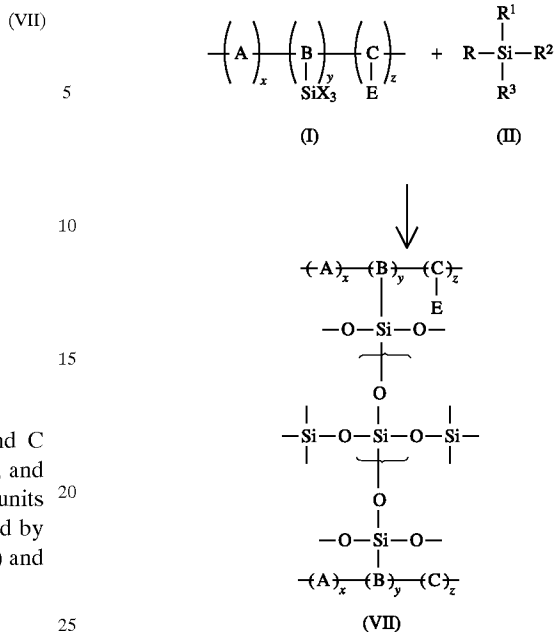 (VII)
( A )x ( B )y ( C )z + R—Si—R²
R¹
5 SiX₃ E R³
(I) (II)
10
(A)x (B)y (C)z
E
—O—Si—O—
15
O
nd C —Si—O—Si—O—Si—
, and
units 20 O
d by
) and —O—Si—O—
(A)x (B)y (C)z
25 (VII)